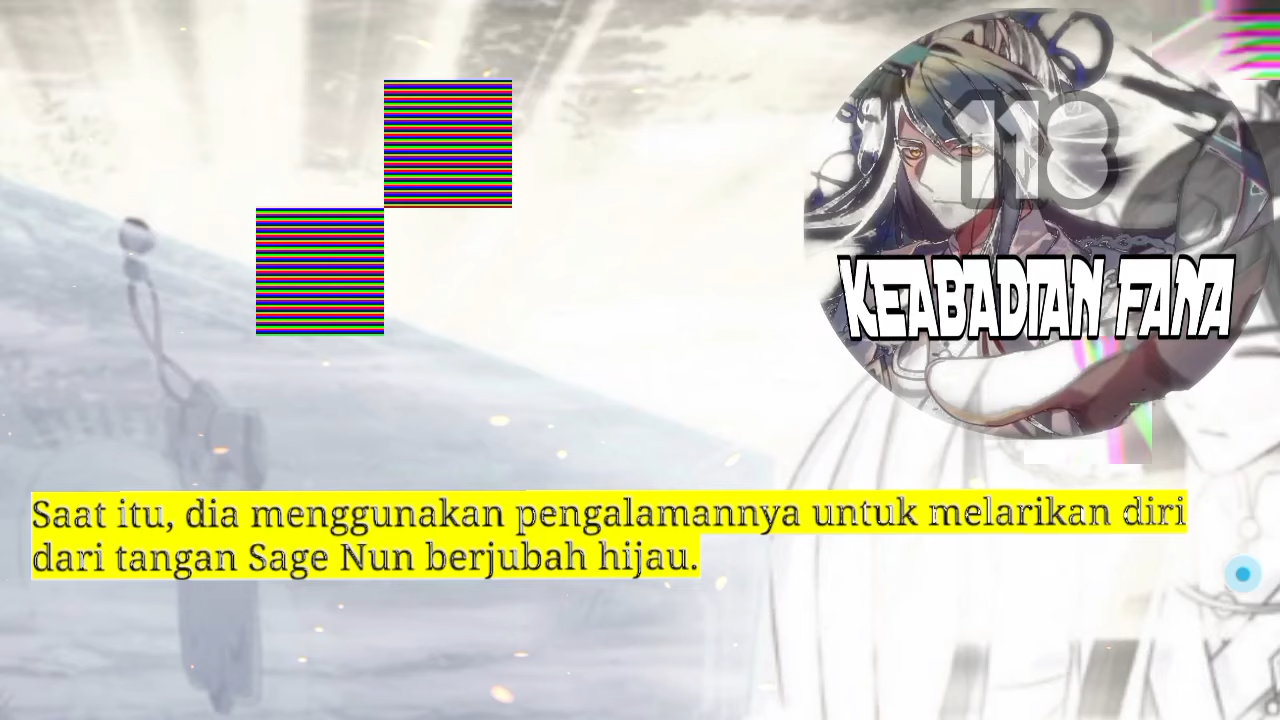 118
KEABADIAN FANA
Saat itu, dia menggunakan pengalamannya untuk melarikan diri
dari tangan Sage Nun berjubah hijau.